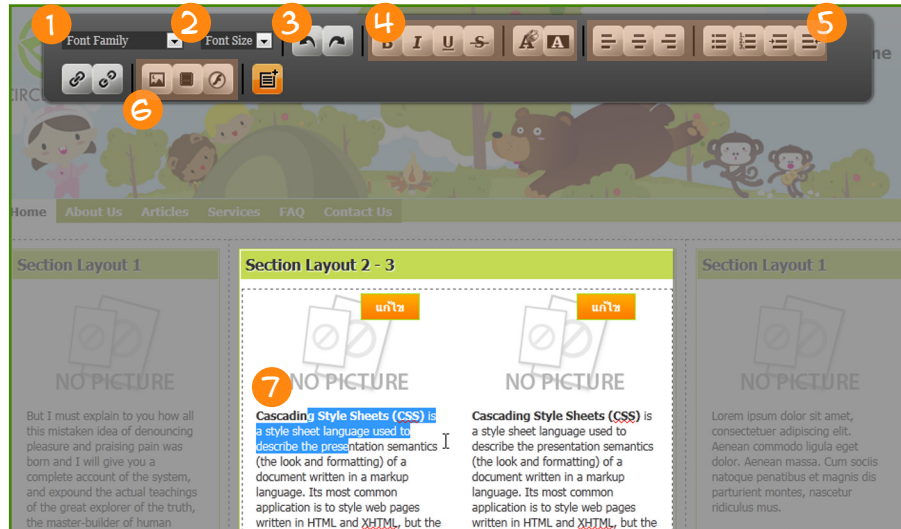 1
2
3
4
5
Font Family
Font Size
B I U S A A
me
CIRC
6
Home About Us Articles Services FAQ Contact Us
Section Layout 1
NO PICTURE
But I must explain to you how all
this mistaken idea of denouncing
pleasure and praising pain was
born and I will give you a
complete account of the system,
and expound the actual teachings
of the great explorer of the truth,
the master-builder of human
Section Layout 2 - 3
แก้ไข
NO PICTURE
7
Cascading Style Sheets (CSS) is
a style sheet language used to
describe the presentation semantics
(the look and formatting) of a
document written in a markup
language. Its most common
application is to style web pages
written in HTML and XHTML, but the
แก้ไข
NO PICTURE
Cascading Style Sheets (CSS) is
a style sheet language used to
describe the presentation semantics
(the look and formatting) of a
document written in a markup
language. Its most common
application is to style web pages
written in HTML and XHTML, but the
Section Layout 1
NO PICTURE
Lorem ipsum dolor sit amet,
consectetuer adipiscing elit.
Aenean commodo ligula eget
dolor. Aenean massa. Cum sociis
natoque penatibus et magnis dis
parturient montes, nascetur
ridiculus mus.